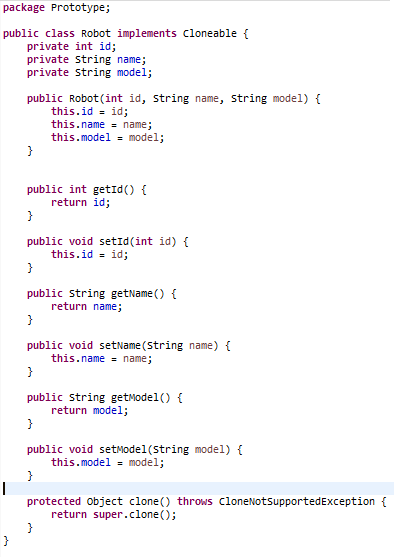 package Prototype;

public class Robot implements Cloneable {
    private int id;
    private String name;
    private String model;

    public Robot(int id, String name, String model) {
        this.id = id;
        this.name = name;
        this.model = model;
    }


    public int getId() {
        return id;
    }

    public void setId(int id) {
        this.id = id;
    }

    public String getName() {
        return name;
    }

    public void setName(String name) {
        this.name = name;
    }

    public String getModel() {
        return model;
    }

    public void setModel(String model) {
        this.model = model;
    }

    protected Object clone() throws CloneNotSupportedException {
        return super.clone();
    }
}